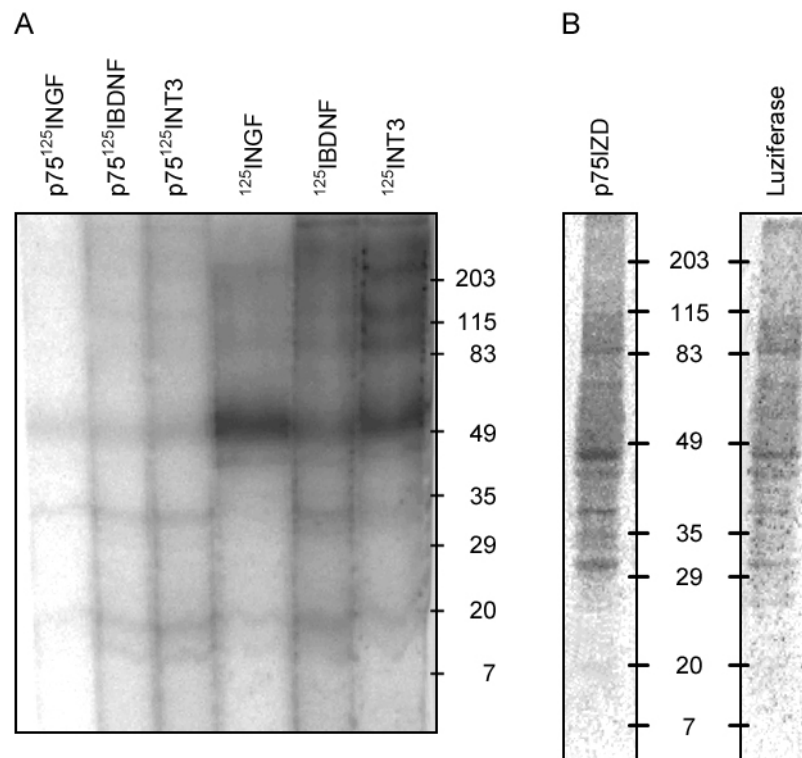 A
B
p75¹²⁵INGF
p75¹²⁵IBDNF
p75¹²⁵INT3
¹²⁵INGF
¹²⁵IBDNF
¹²⁵INT3
203
115
83
49
35
29
20
7
p75IZD
Luziferase
203
115
83
49
35
29
20
7